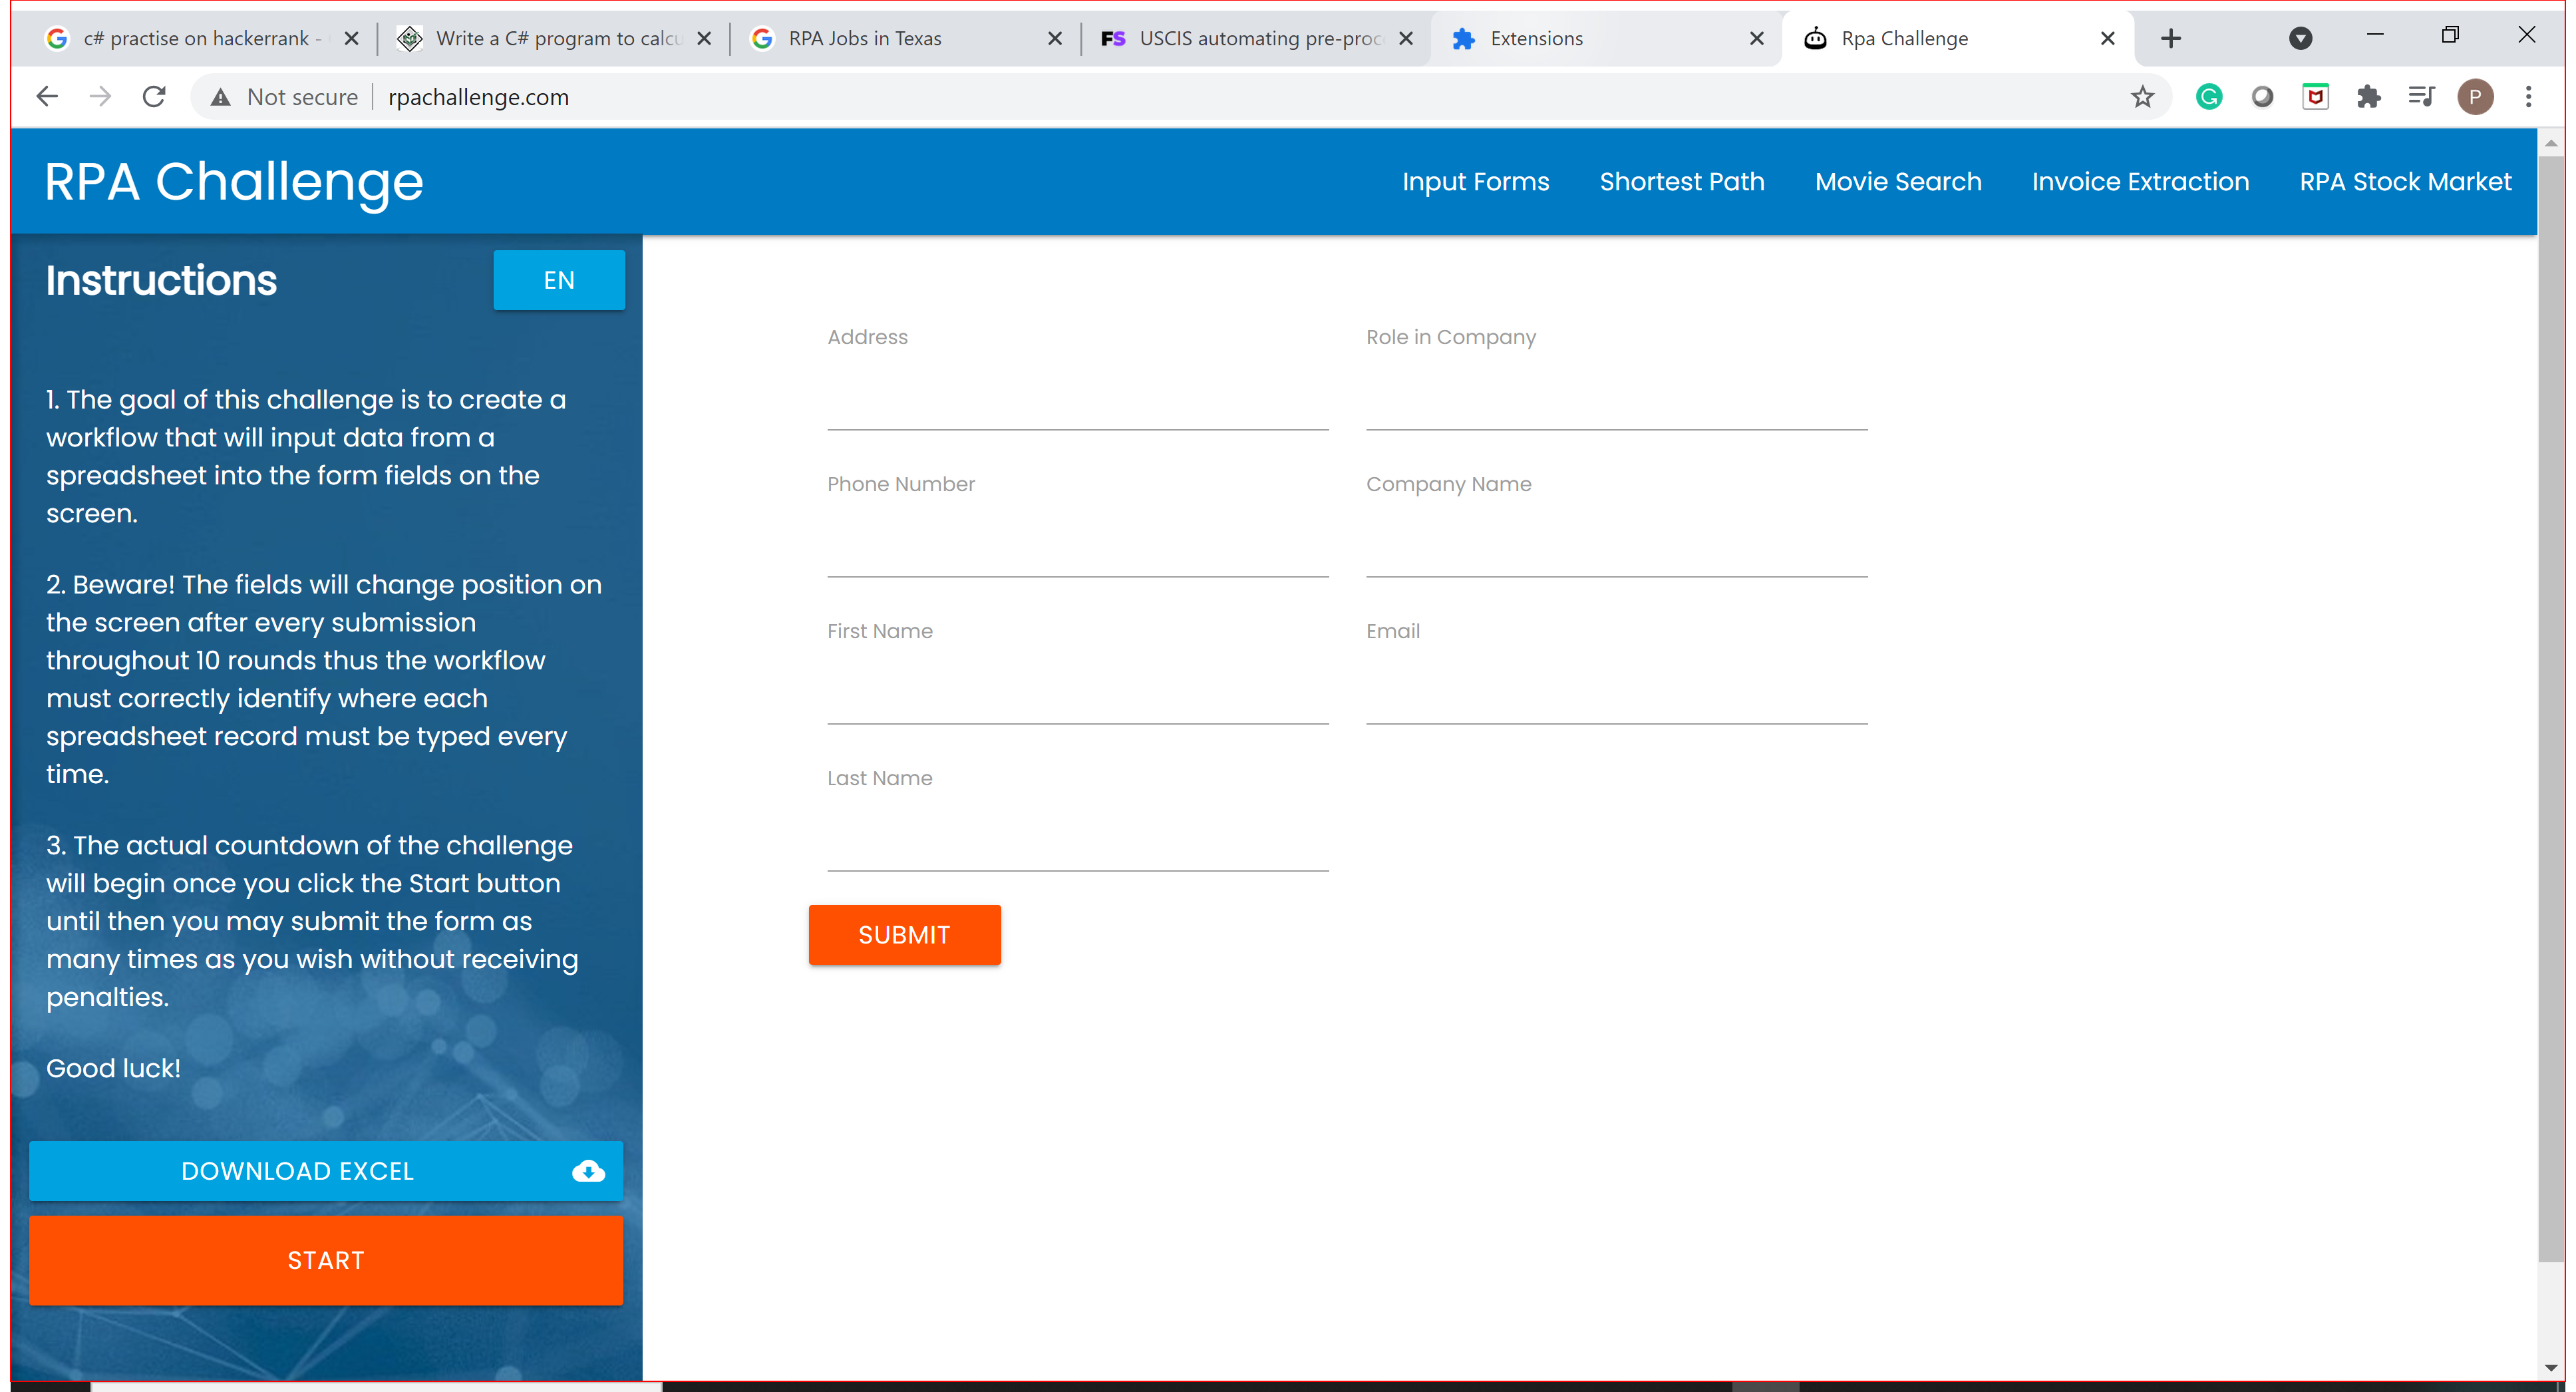 c# practise on hackerrank -
Write a C# program to calcu
RPA Jobs in Texas
FS USCIS automating pre-proc
Extensions
Rpa Challenge
Not secure rpachallenge.com
P
RPA Challenge
Input Forms Shortest Path Movie Search Invoice Extraction RPA Stock Market
Instructions
EN
1. The goal of this challenge is to create a
workflow that will input data from a
spreadsheet into the form fields on the
screen.
2. Beware! The fields will change position on
the screen after every submission
throughout 10 rounds thus the workflow
must correctly identify where each
spreadsheet record must be typed every
time.
3. The actual countdown of the challenge
will begin once you click the Start button
until then you may submit the form as
many times as you wish without receiving
penalties.
Good luck!
DOWNLOAD EXCEL
START
Address
Role in Company
Phone Number
Company Name
First Name
Email
Last Name
SUBMIT